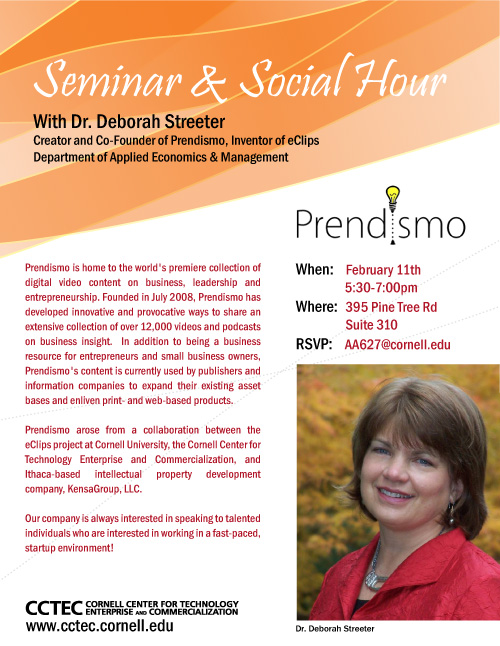 Seminar & Social Hour
With Dr. Deborah Streeter
Creator and Co-Founder of Prendismo, Inventor of eClips
Department of Applied Economics & Management
Prendismo
Prendismo is home to the world's premiere collection of
digital video content on business, leadership and
entrepreneurship. Founded in July 2008, Prendismo has
developed innovative and provocative ways to share an
extensive collection of over 12,000 videos and podcasts
on business insight. In addition to being a business
resource for entrepreneurs and small business owners,
Prendismo's content is currently used by publishers and
information companies to expand their existing asset
bases and enliven print- and web-based products.
Prendismo arose from a collaboration between the
eClips project at Cornell University, the Cornell Center for
Technology Enterprise and Commercialization, and
Ithaca-based intellectual property development
company, KensaGroup, LLC.
Our company is always interested in speaking to talented
individuals who are interested in working in a fast-paced,
startup environment!
When: February 11th
5:30-7:00pm
Where: 395 Pine Tree Rd
Suite 310
RSVP: AA627@cornell.edu
CCTEC CORNELL CENTER FOR TECHNOLOGY
ENTERPRISE AND COMMERCIALIZATION
www.cctec.cornell.edu
Dr. Deborah Streeter